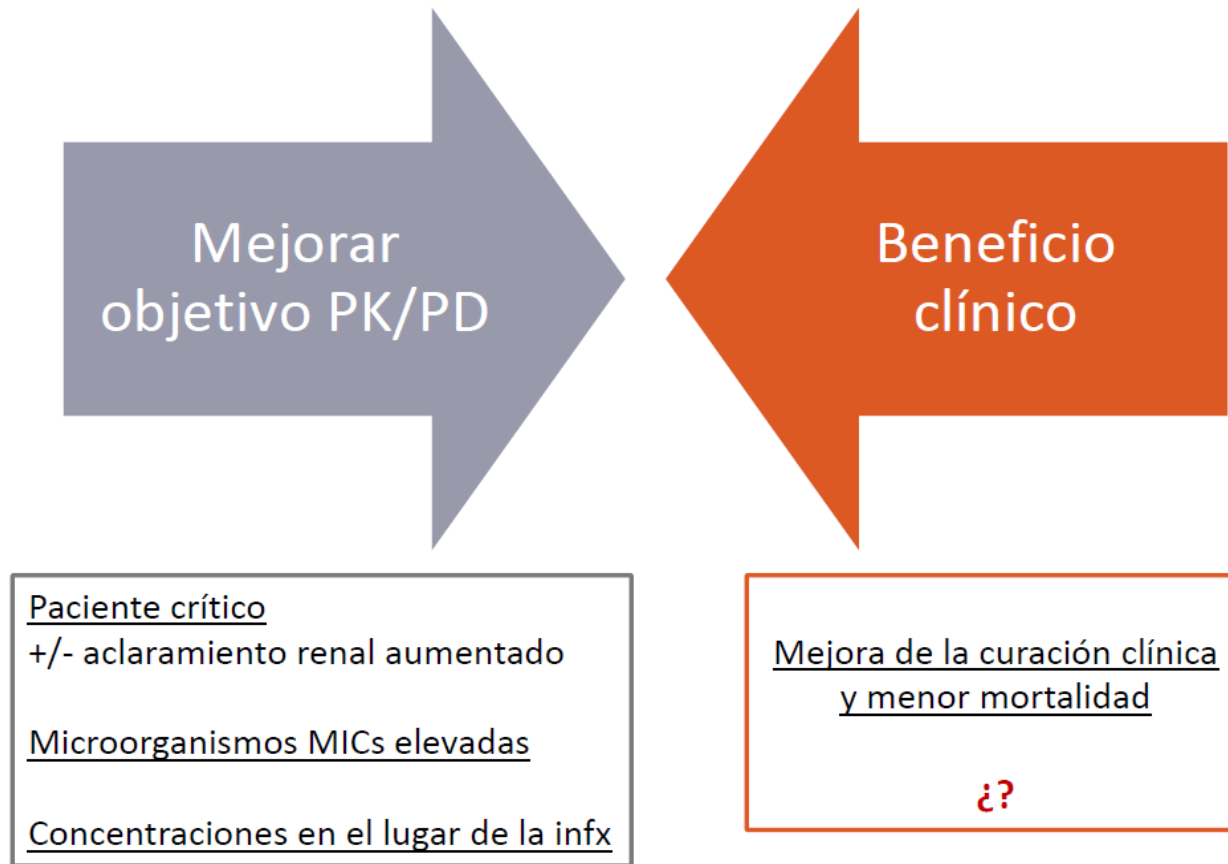 Mejorar
objetivo PK/PD
Beneficio
clínico
Paciente crítico
+/- aclaramiento renal aumentado
Microorganismos MICs elevadas
Concentraciones en el lugar de la infx
Mejora de la curación clínica
y menor mortalidad
¿?